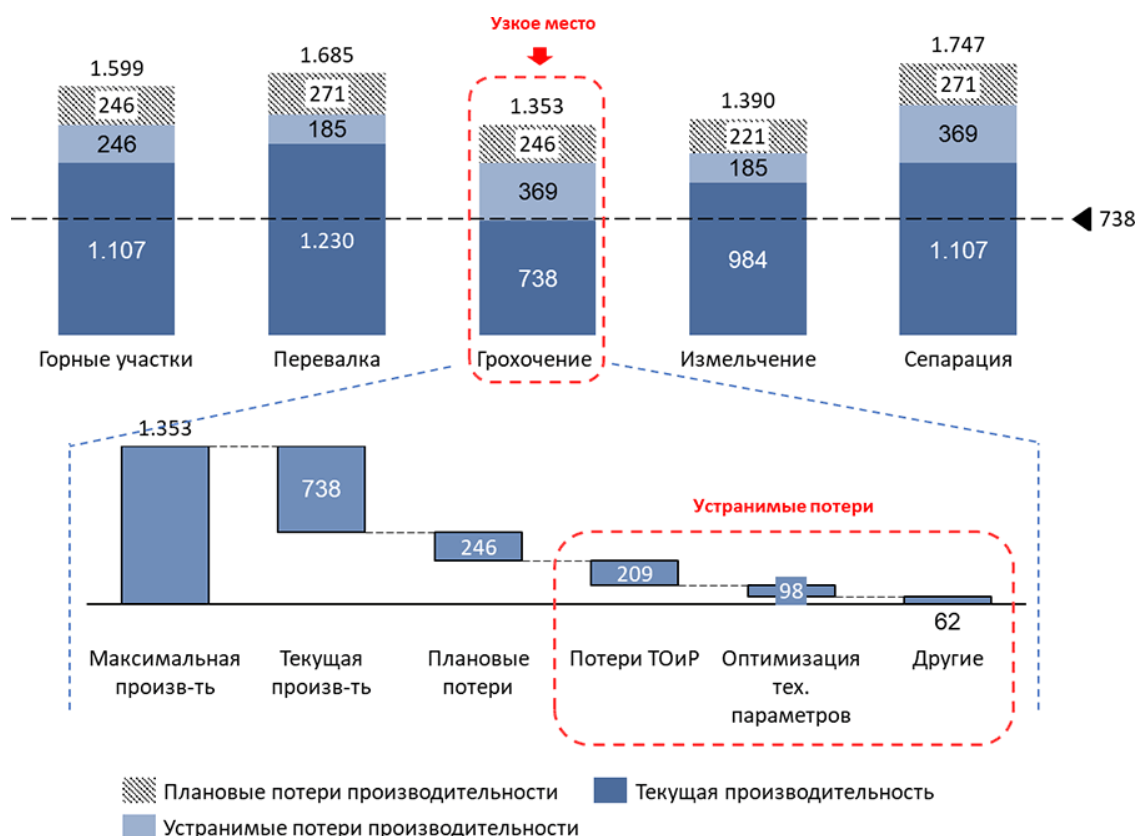 Узкое место
1.599
1.685
1.353
1.390
1.747
246
271
246
221
271
246
185
369
185
369
738
1.107
1.230
738
984
1.107
Горные участки
Перевалка
Грохочение
Измельчение
Сепарация
1.353
Устранимые потери
738
246
209
98
62
Максимальная
произв-ть
Текущая
произв-ть
Плановые
потери
Потери ТОиР
Оптимизация
тех.
параметров
Другие
Плановые потери производительности
Текущая производительность
Устранимые потери производительности